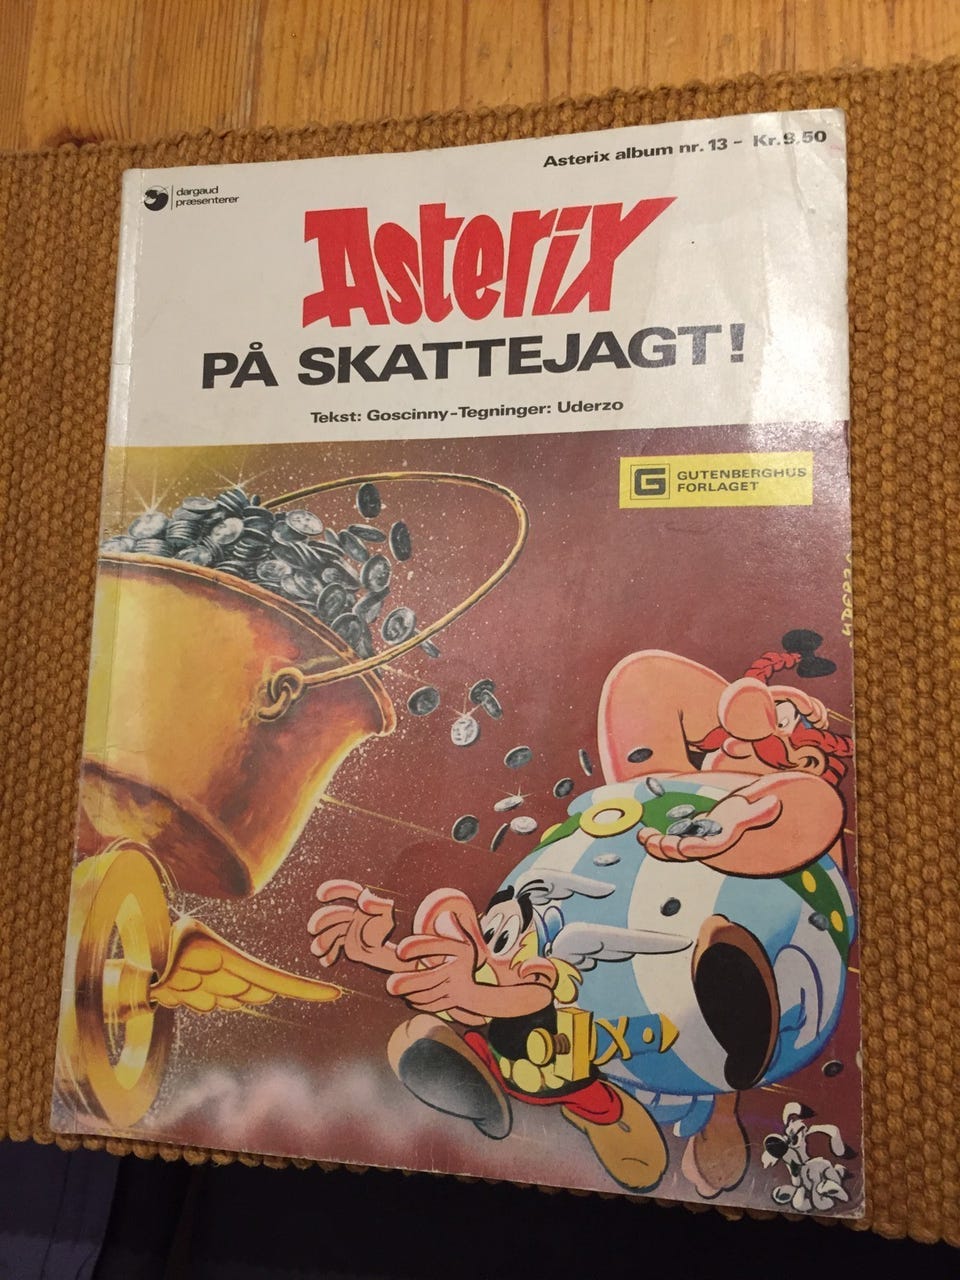 Asterix album nr. 13 - Kr. 9.50
dargaud
præsenterer
Asterix
PÅ SKATTEJAGT!
Tekst: Goscinny-Tegninger: Uderzo
G GUTENBERGHUS
FORLAGET